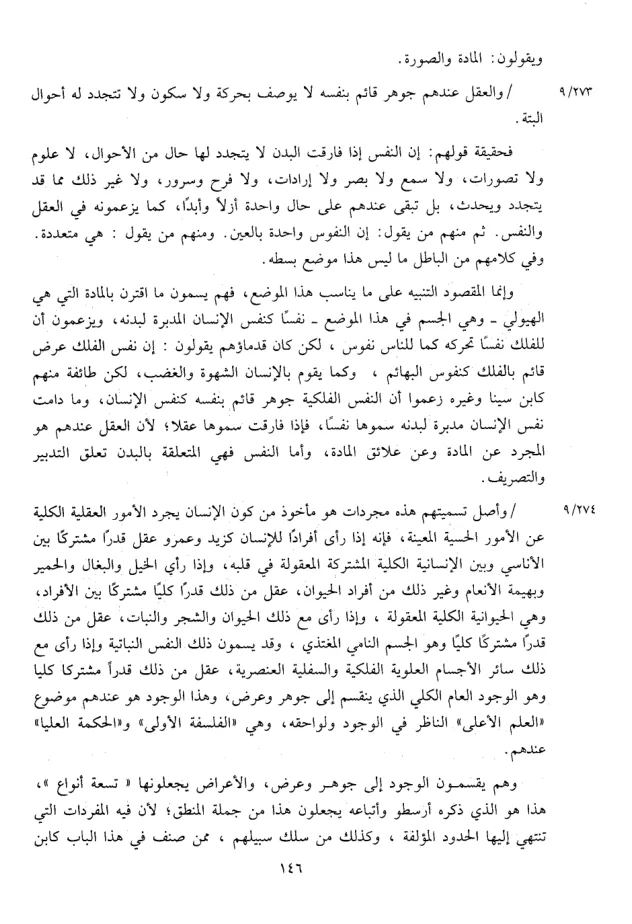 ويقولون: المادة والصورة.
٩/٢٧٣ / والعقل عندهم جوهر قائم بنفسه لا يوصف بحركة ولا سكون ولا تتجدد له أحوال
البتة.
فحقيقة قولهم: إن النفس إذا فارقت البدن لا يتجدد لها حال من الأحوال، لا علوم
ولا تصورات، ولا سمع ولا بصر ولا إرادات، ولا فرح وسرور، ولا غير ذلك مما قد
يتجدد ويحدث، بل تبقى عندهم على حال واحدة أزلاً وأبدًا، كما يزعمونه في العقل
والنفس. ثم منهم من يقول: إن النفوس واحدة بالعين. ومنهم من يقول : هي متعددة.
وفي كلامهم من الباطل ما ليس هذا موضع بسطه.
وإنما المقصود التنبيه على ما يناسب هذا الموضع، فهم يسمون ما اقترن بالمادة التي هي
الهيولي ـ وهي الجسم في هذا الموضع ـ نفسًا كنفس الإنسان المدبرة لبدنه، ويزعمون أن
للفلك نفسًا تحركه كما للناس نفوس ، لكن كان قدماؤهم يقولون : إن نفس الفلك عرض
قائم بالفلك كنفوس البهائم ، وكما يقوم بالإنسان الشهوة والغضب، لكن طائفة منهم
كابن سينا وغيره زعموا أن النفس الفلكية جوهر قائم بنفسه كنفس الإنسان، وما دامت
نفس الإنسان مدبرة لبدنه سموها نفسًا، فإذا فارقت سموها عقلا؛ لأن العقل عندهم هو
المجرد عن المادة وعن علائق المادة، وأما النفس فهي المتعلقة بالبدن تعلق التدبير
والتصريف.
٩/٢٧٤ / وأصل تسميتهم هذه مجردات هو مأخوذ من كون الإنسان يجرد الأمور العقلية الكلية
عن الأمور الحسية المعينة، فإنه إذا رأى أفرادًا للإنسان كزيد وعمرو عقل قدرًا مشتركًا بين
الأناسي وبين الإنسانية الكلية المشتركة المعقولة في قلبه، وإذا رأي الخيل والبغال والحمير
وبهيمة الأنعام وغير ذلك من أفراد الحيوان، عقل من ذلك قدرًا كليًا مشتركًا بين الأفراد،
وهي الحيوانية الكلية المعقولة ، وإذا رأى مع ذلك الحيوان والشجر والنبات، عقل من ذلك
قدرًا مشتركًا كليًا وهو الجسم النامي المغتذي ، وقد يسمون ذلك النفس النباتية وإذا رأى مع
ذلك سائر الأجسام العلوية الفلكية والسفلية العنصرية، عقل من ذلك قدراً مشتركا كليا
وهو الوجود العام الكلي الذي ينقسم إلى جوهر وعرض، وهذا الوجود هو عندهم موضوع
«العلم الأعلى» الناظر في الوجود ولواحقه، وهي «الفلسفة الأولى» و«الحكمة العليا»
عندهم.
وهم يقسمون الوجود إلى جوهر وعرض، والأعراض يجعلونها « تسعة أنواع »،
هذا هو الذي ذكره أرسطو وأتباعه يجعلون هذا من جملة المنطق؛ لأن فيه المفردات التي
تنتهي إليها الحدود المؤلفة ، وكذلك من سلك سبيلهم ، ممن صنف في هذا الباب كابن
١٤٦